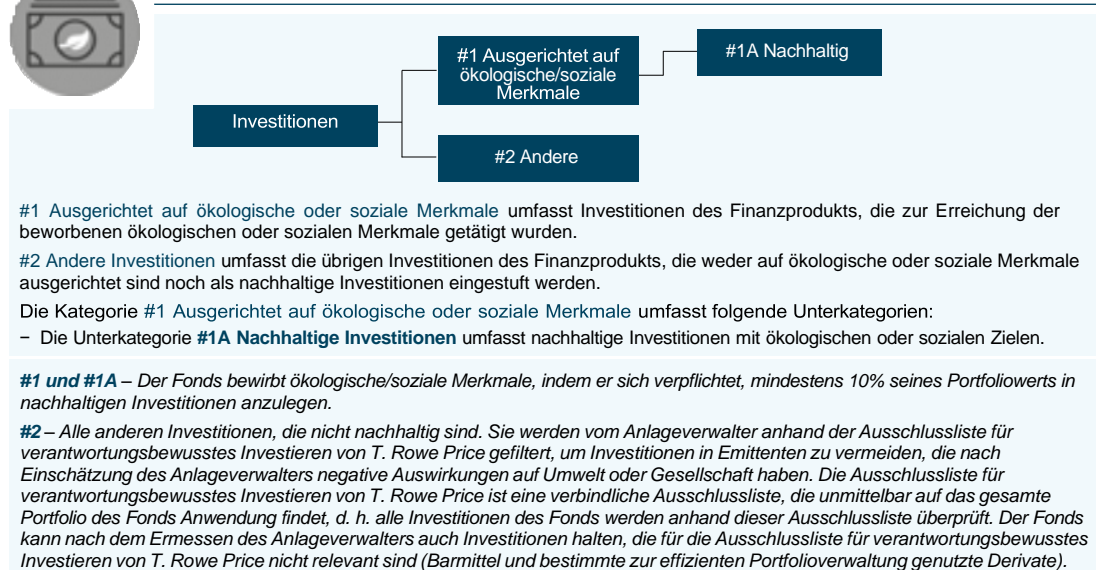 #1 Ausgerichtet auf
ökologische/soziale
Merkmale
#1A Nachhaltig
Investitionen
#2 Andere
#1 Ausgerichtet auf ökologische oder soziale Merkmale umfasst Investitionen des Finanzprodukts, die zur Erreichung der
beworbenen ökologischen oder sozialen Merkmale getätigt wurden.
#2 Andere Investitionen umfasst die übrigen Investitionen des Finanzprodukts, die weder auf ökologische oder soziale Merkmale
ausgerichtet sind noch als nachhaltige Investitionen eingestuft werden.
Die Kategorie #1 Ausgerichtet auf ökologische oder soziale Merkmale umfasst folgende Unterkategorien:
− Die Unterkategorie #1A Nachhaltige Investitionen umfasst nachhaltige Investitionen mit ökologischen oder sozialen Zielen.
#1 und #1A – Der Fonds bewirbt ökologische/soziale Merkmale, indem er sich verpflichtet, mindestens 10% seines Portfoliowerts in
nachhaltigen Investitionen anzulegen.
#2 – Alle anderen Investitionen, die nicht nachhaltig sind. Sie werden vom Anlageverwalter anhand der Ausschlussliste für
verantwortungsbewusstes Investieren von T. Rowe Price gefiltert, um Investitionen in Emittenten zu vermeiden, die nach
Einschätzung des Anlageverwalters negative Auswirkungen auf Umwelt oder Gesellschaft haben. Die Ausschlussliste für
verantwortungsbewusstes Investieren von T. Rowe Price ist eine verbindliche Ausschlussliste, die unmittelbar auf das gesamte
Portfolio des Fonds Anwendung findet, d. h. alle Investitionen des Fonds werden anhand dieser Ausschlussliste überprüft. Der Fonds
kann nach dem Ermessen des Anlageverwalters auch Investitionen halten, die für die Ausschlussliste für verantwortungsbewusstes
Investieren von T. Rowe Price nicht relevant sind (Barmittel und bestimmte zur effizienten Portfolioverwaltung genutzte Derivate).